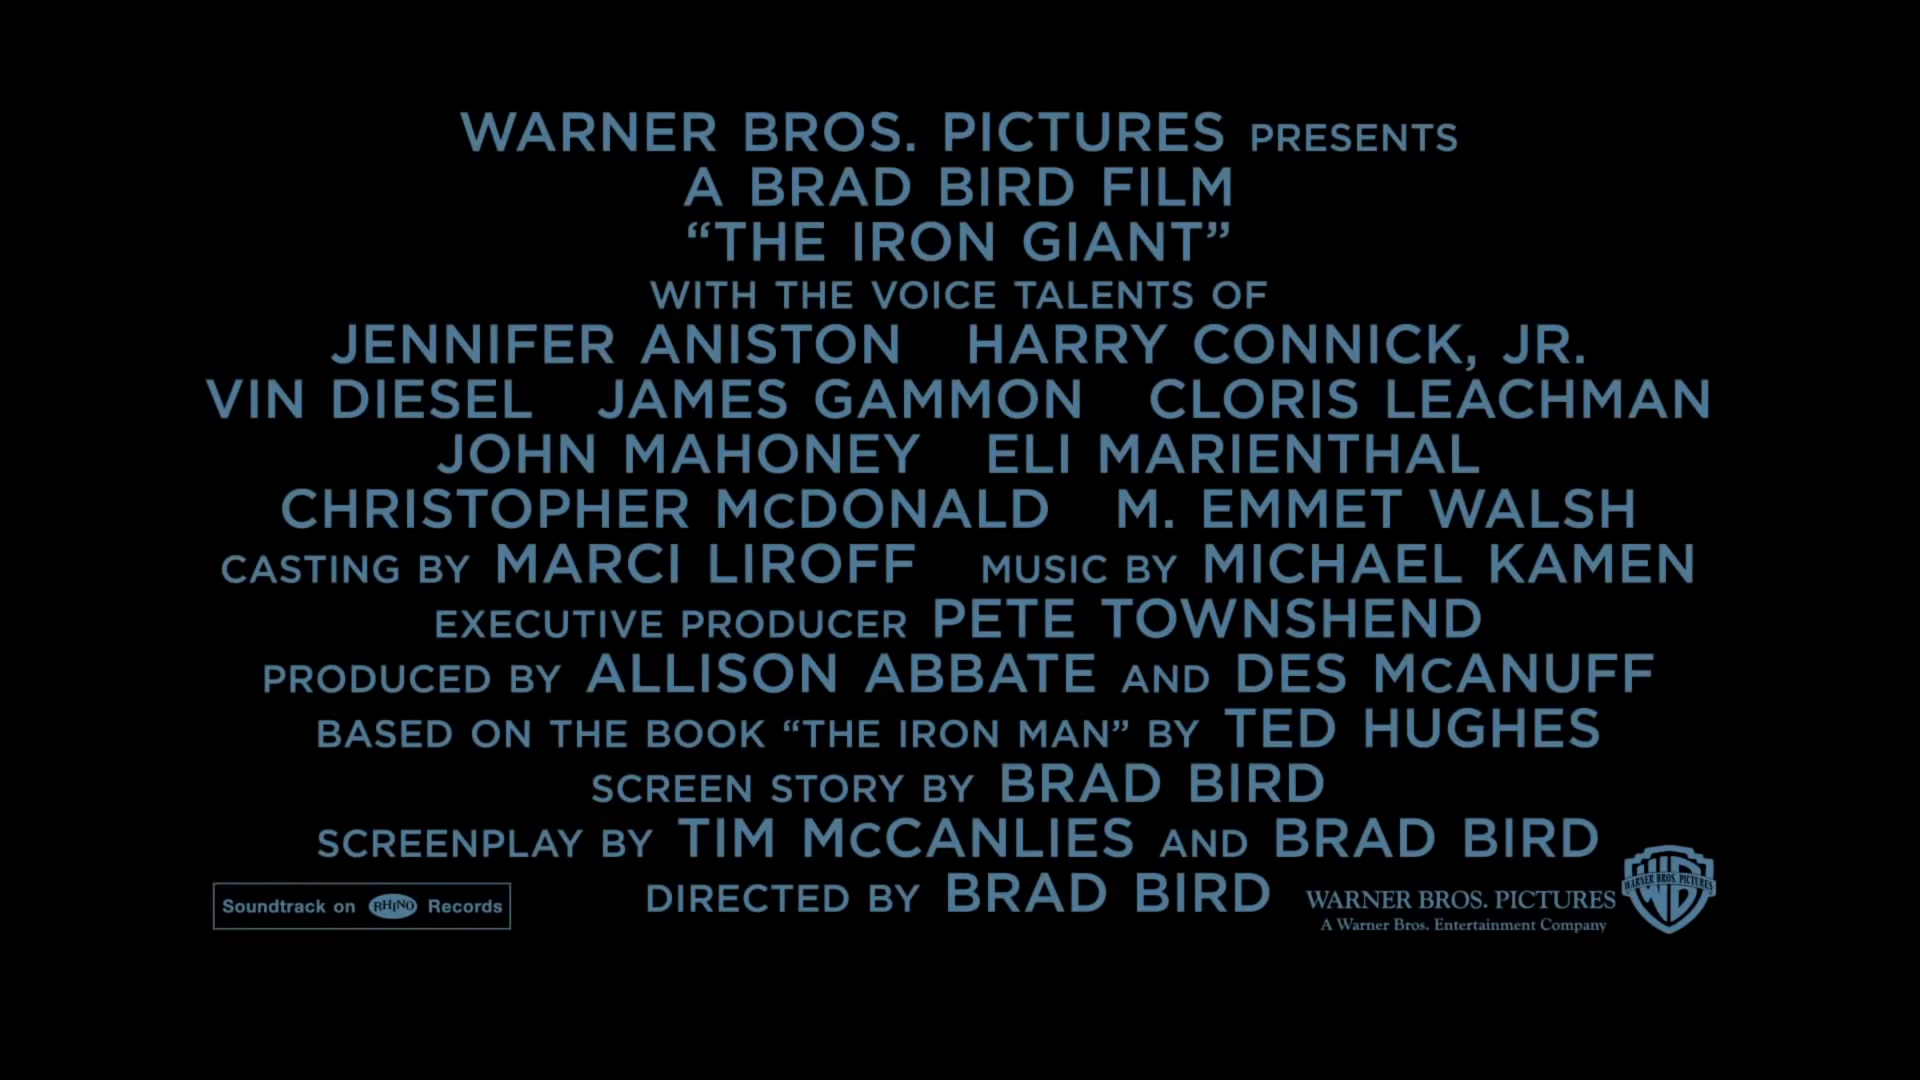 WARNER BROS. PICTURES PRESENTS
A BRAD BIRD FILM
“THE IRON GIANT”
WITH THE VOICE TALENTS OF
JENNIFER ANISTON HARRY CONNICK, JR.
VIN DIESEL JAMES GAMMON CLORIS LEACHMAN
JOHN MAHONEY ELI MARIENTHAL
CHRISTOPHER McDONALD M. EMMET WALSH
CASTING BY MARCI LIROFF MUSIC BY MICHAEL KAMEN
EXECUTIVE PRODUCER PETE TOWNSHEND
PRODUCED BY ALLISON ABBATE AND DES McANUFF
BASED ON THE BOOK “THE IRON MAN” BY TED HUGHES
SCREEN STORY BY BRAD BIRD
SCREENPLAY BY TIM McCANLIES AND BRAD BIRD
DIRECTED BY BRAD BIRD
Soundtrack on RHINO Records
WARNER BROS. PICTURES
A Warner Bros. Entertainment Company
WARNER BROS. PICTURES
WB